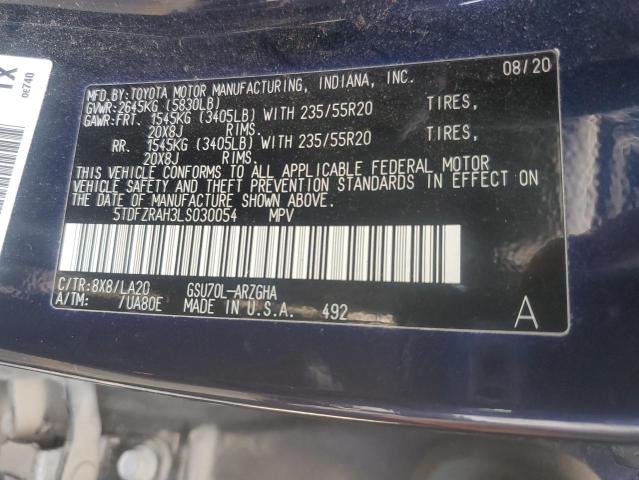 08/20
MFD.BY:TOYOTA MOTOR MANUFACTURING, INDIANA, INC.
GVWR:2645KG (5830LB)
GAWR:FRT. 1545KG (3405LB) WITH 235/55R20 TIRES,
20X8J RIMS.
RR. 1545KG (3405LB) WITH 235/55R20 TIRES,
20X8J RIMS.
THIS VEHICLE CONFORMS TO ALL APPLICABLE FEDERAL MOTOR
VEHICLE SAFETY AND THEFT PREVENTION STANDARDS IN EFFECT ON
THE DATE OF MANUFACTURE SHOWN ABOVE.
5TDFZRAH3LS030054 MPV
C/TR:8X8/LA20 GSU70L-ARZGHA
A/TM: /UA80E MADE IN U.S.A. 492 A
0E740